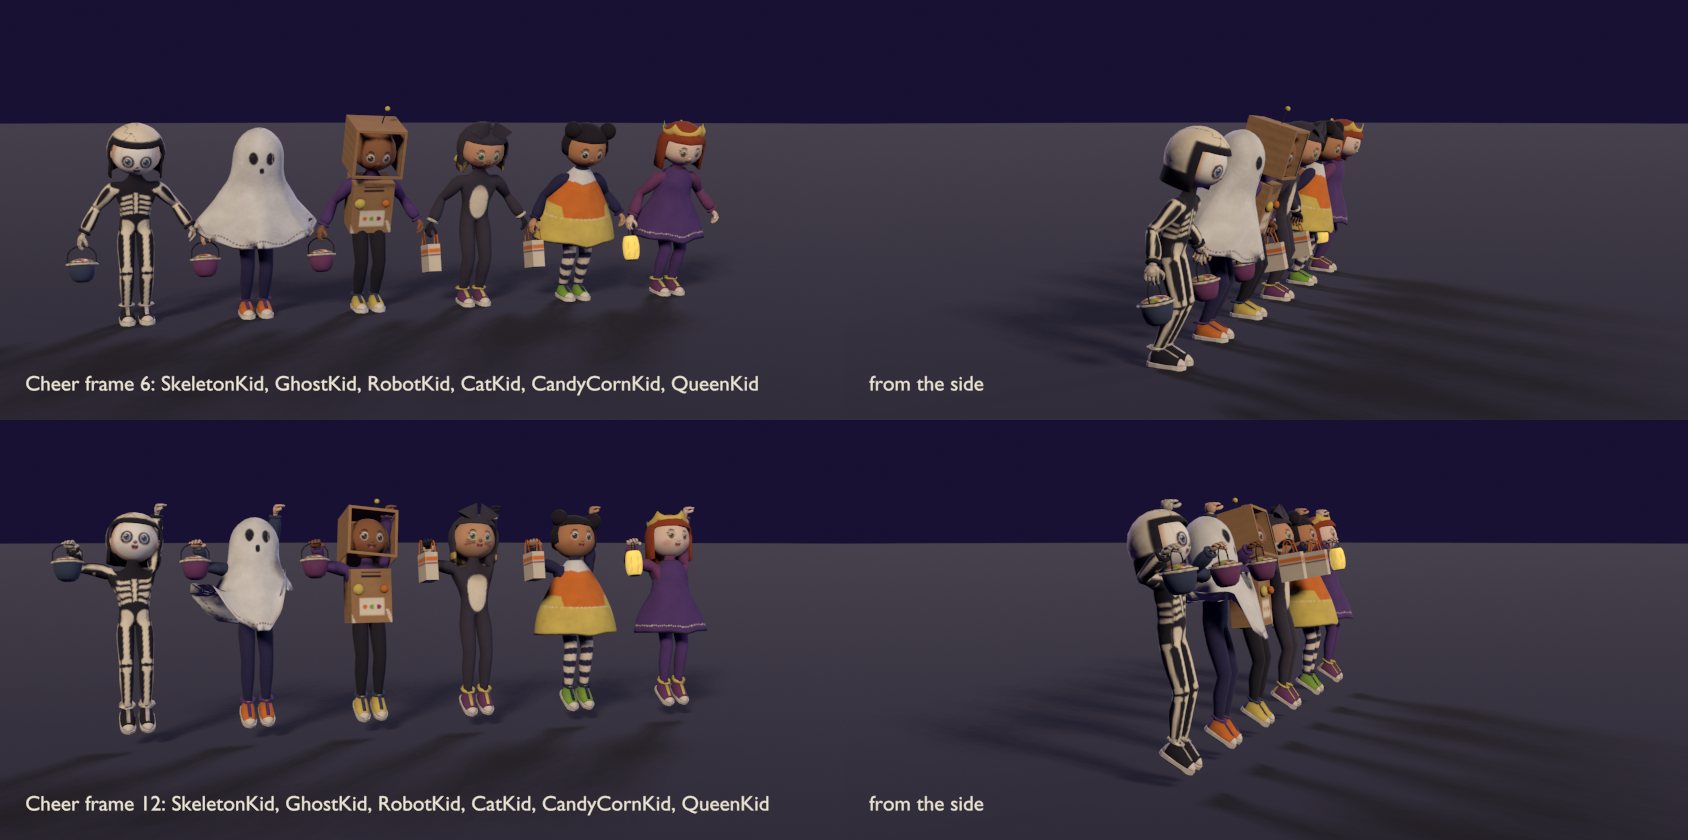 Cheer frame 6: SkeletonKid, GhostKid, RobotKid, CatKid, CandyCornKid, QueenKid
from the side
Cheer frame 12: SkeletonKid, GhostKid, RobotKid, CatKid, CandyCornKid, QueenKid
from the side